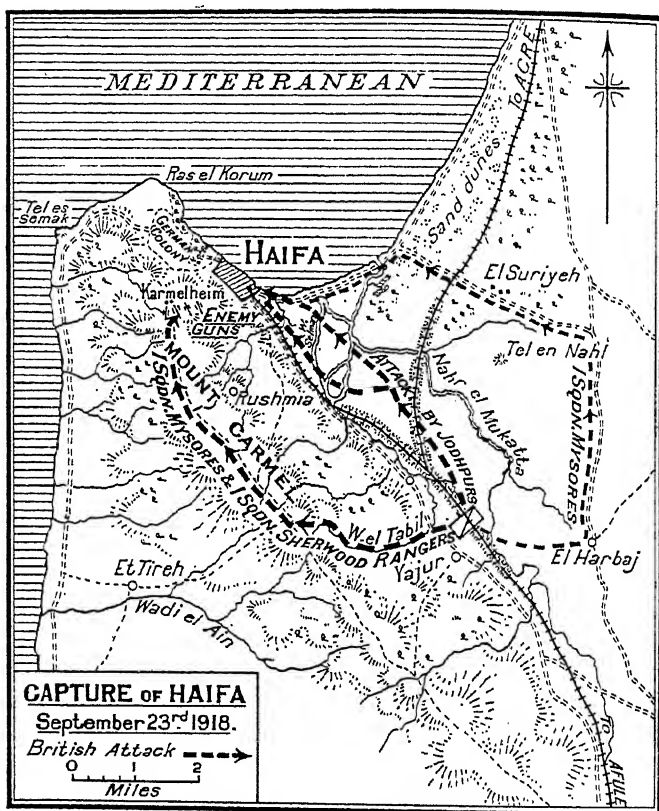 MEDITERRANEAN
To ACRE
Ras el Korum
Tel es
Semak
GERMAN
COLONY
HAIFA
Sand dunes
El Suriyeh
Karmelheim
ENEMY
GUNS
Tel en Nahl
MOUNT CARMEL
Rushmia
ATTACK BY JODHPURS
Nahr el Mukatta
1 SQDN. MYSORES
1 SQDN. MYSORES & 1 SQDN. SHERWOOD RANGERS
W. el Tabl
Yajur
El Harbaj
Et Tireh
Wadi el Ain
CAPTURE OF HAIFA
September 23rd 1918.
British Attack
0 1 2
Miles
To
AFULE